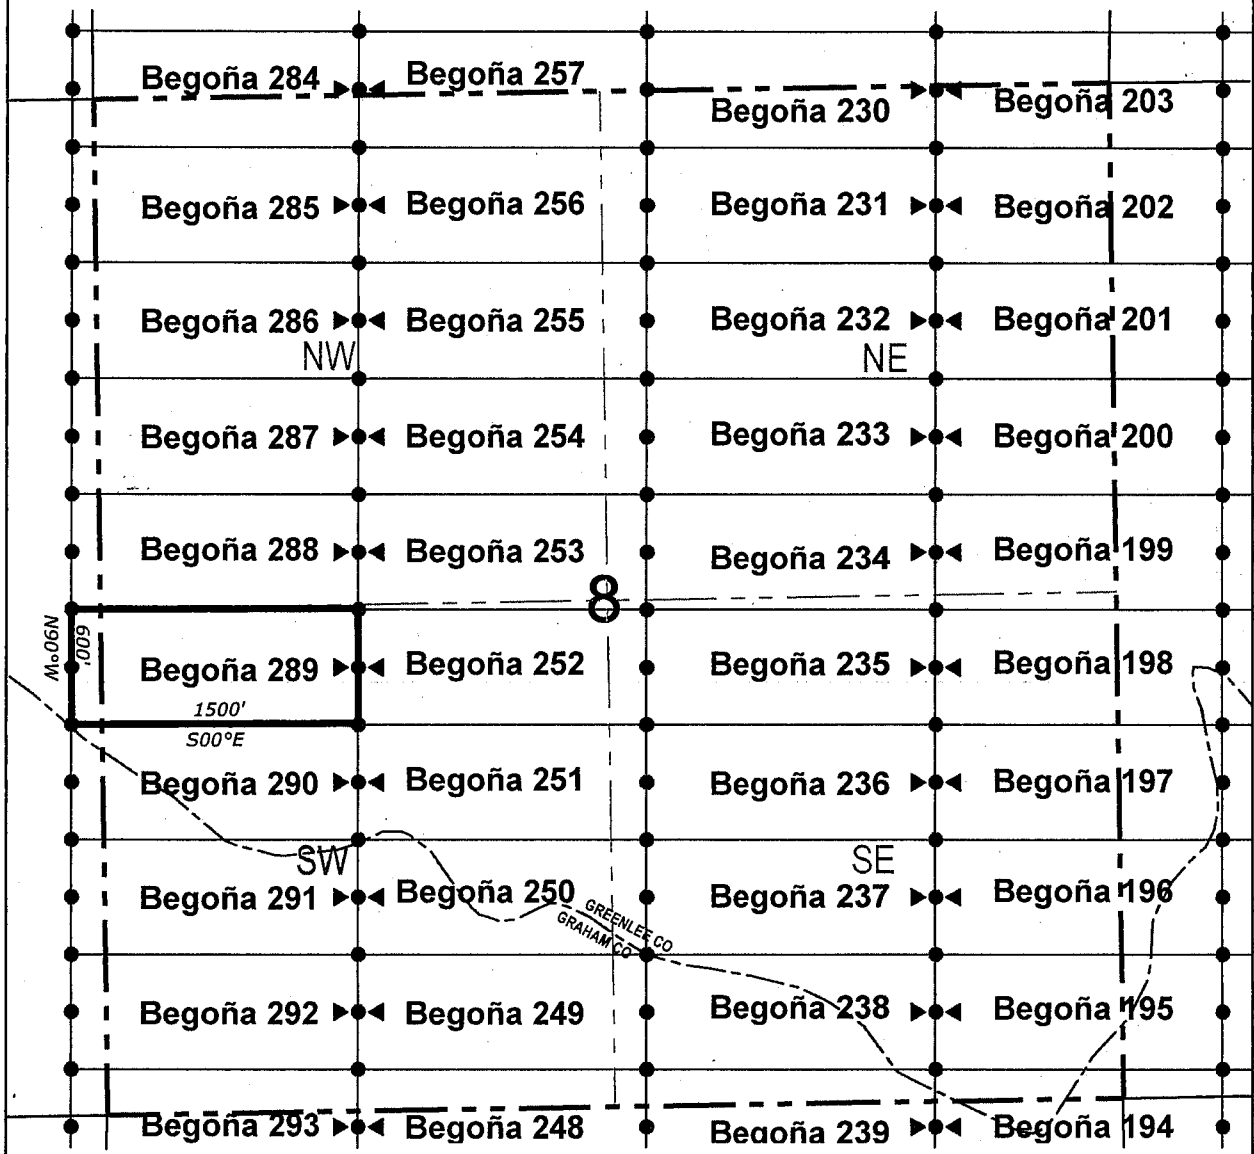 Begoña 284 Begoña 257 Begoña 230 Begoña 203
Begoña 285 Begoña 256 Begoña 231 Begoña 202
Begoña 286 Begoña 255 Begoña 232 Begoña 201
NW NE
Begoña 287 Begoña 254 Begoña 233 Begoña 200
Begoña 288 Begoña 253 Begoña 234 Begoña 199
8
N90°W 600'
Begoña 289 Begoña 252 Begoña 235 Begoña 198
1500'
S00°E
Begoña 290 Begoña 251 Begoña 236 Begoña 197
SW SE
Begoña 291 Begoña 250 Begoña 237 Begoña 196
GREENLEE CO
GRAHAM CO
Begoña 292 Begoña 249 Begoña 238 Begoña 195
Begoña 293 Begoña 248 Begoña 239 Begoña 194